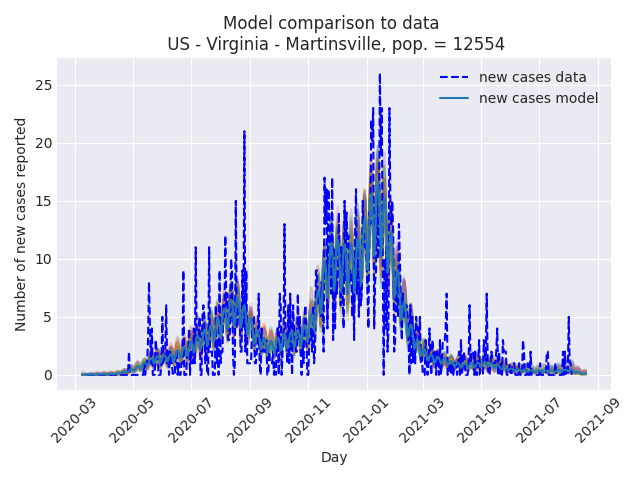 Model comparison to data
US - Virginia - Martinsville, pop. = 12554
new cases data
new cases model
Number of new cases reported
25
20
15
10
5
0
2020-03
2020-05
2020-07
2020-09
2020-11
2021-01
2021-03
2021-05
2021-07
2021-09
Day